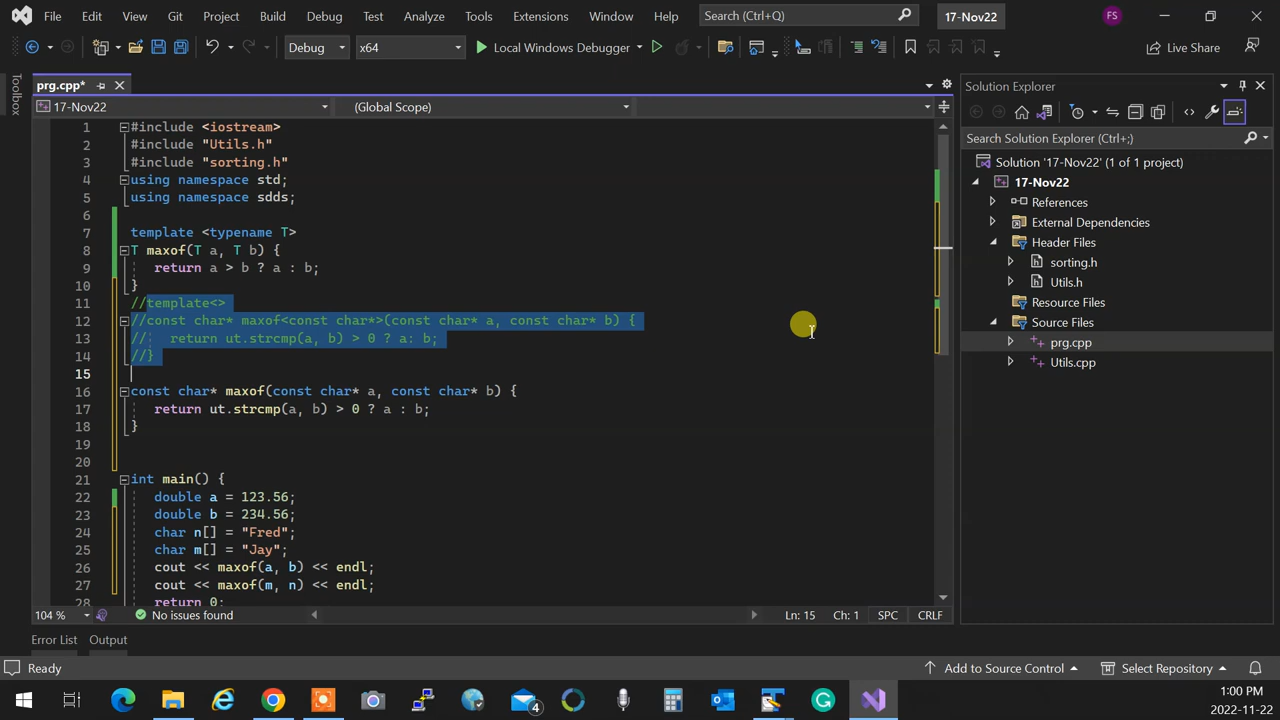 File Edit View Git Project Build Debug Test Analyze Tools Extensions Window Help Search (Ctrl+Q) 17-Nov22 FS
Debug x64 Local Windows Debugger Live Share
Toolbox
prg.cpp*
17-Nov22 (Global Scope)
1 #include <iostream>
2 #include "Utils.h"
3 #include "sorting.h"
4 using namespace std;
5 using namespace sdds;
6
7 template <typename T>
8 T maxof(T a, T b) {
9 return a > b ? a : b;
10 }
11 //template<>
12 //const char* maxof<const char*>(const char* a, const char* b) {
13 // return ut.strcmp(a, b) > 0 ? a: b;
14 //}
15
16 const char* maxof(const char* a, const char* b) {
17 return ut.strcmp(a, b) > 0 ? a : b;
18 }
19
20
21 int main() {
22 double a = 123.56;
23 double b = 234.56;
24 char n[] = "Fred";
25 char m[] = "Jay";
26 cout << maxof(a, b) << endl;
27 cout << maxof(m, n) << endl;
28 return 0;
104 % No issues found Ln: 15 Ch: 1 SPC CRLF
Solution Explorer
Search Solution Explorer (Ctrl+;)
Solution '17-Nov22' (1 of 1 project)
17-Nov22
References
External Dependencies
Header Files
sorting.h
Utils.h
Resource Files
Source Files
prg.cpp
Utils.cpp
Error List Output
Ready Add to Source Control Select Repository
4
1:00 PM
2022-11-22